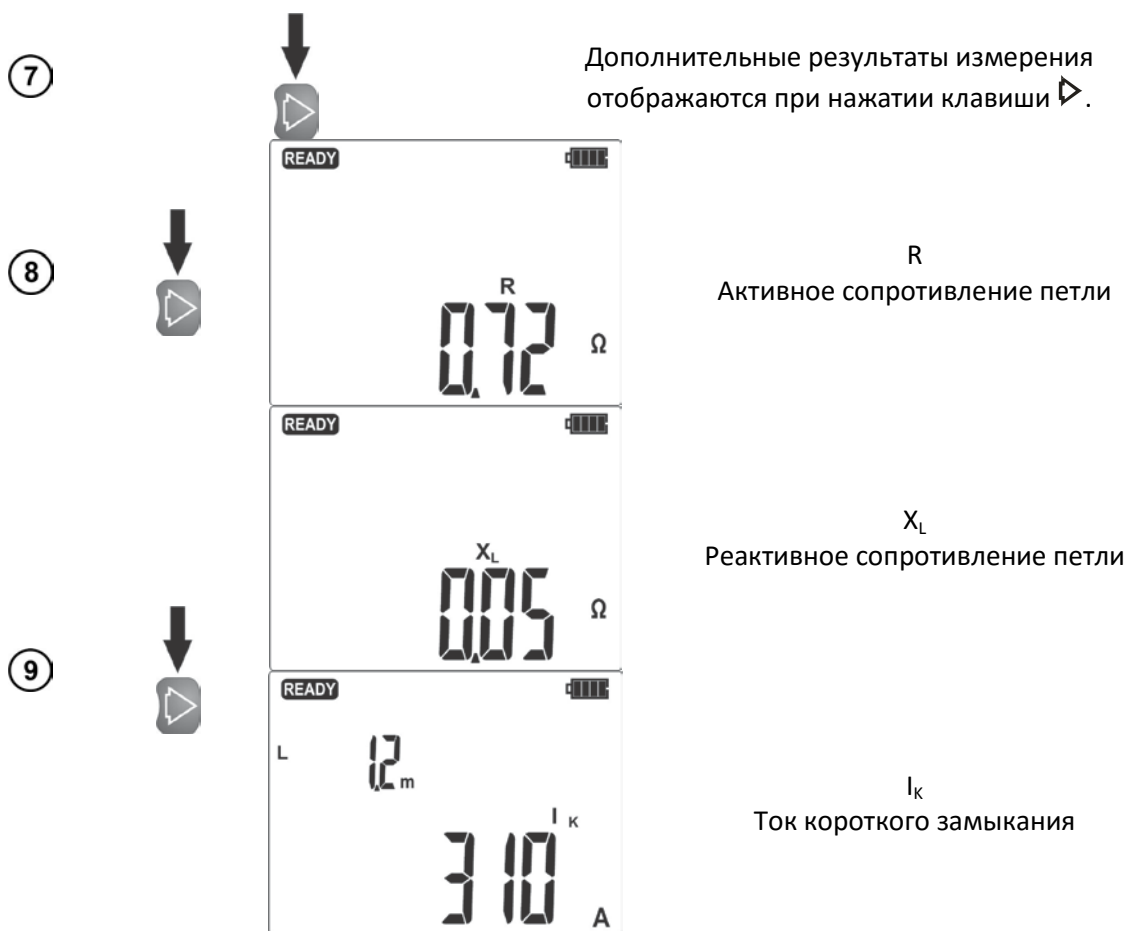 7
Дополнительные результаты измерения
отображаются при нажатии клавиши ▷.
READY
8
R
0.72 Ω
R
Активное сопротивление петли
READY
XL
0.05 Ω
XL
Реактивное сопротивление петли
9
READY
L 1.2 m
IK
310 A
IK
Ток короткого замыкания